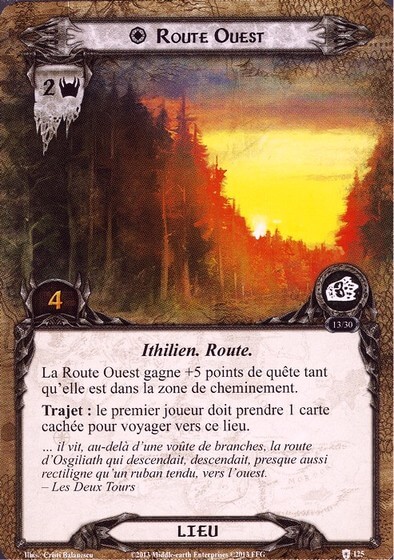 ROUTE OUEST
2
4
13/30
Ithilien. Route.
La Route Ouest gagne +5 points de quête tant
qu'elle est dans la zone de cheminement.
Trajet : le premier joueur doit prendre 1 carte
cachée pour voyager vers ce lieu.
... il vit, au-delà d'une voûte de branches, la route
d'Osgiliath qui descendait, descendait, presque aussi
rectiligne qu'un ruban tendu, vers l'ouest.
– Les Deux Tours
LIEU
Illus. Cristi Balanescu
©2013 Middle-earth Enterprises ©2013 FFG
125